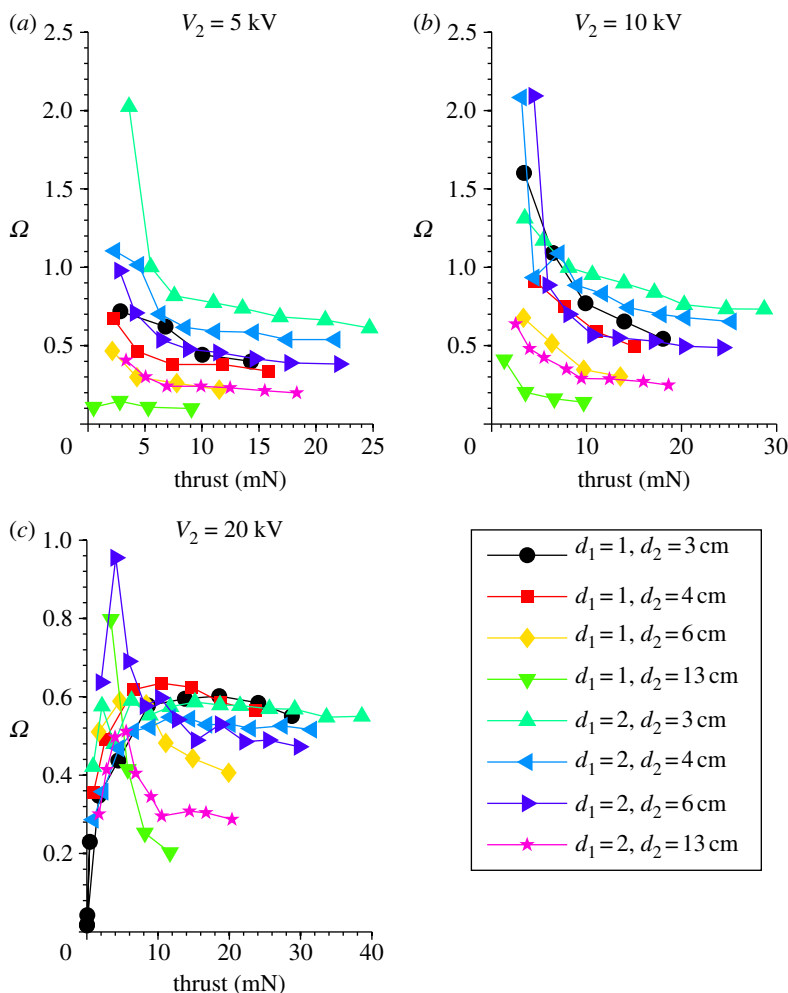 (a) V₂ = 5 kV
2.5
2.0
1.5
Ω
1.0
0.5
0 5 10 15 20 25
thrust (mN)
(b) V₂ = 10 kV
2.5
2.0
1.5
Ω
1.0
0.5
0 10 20 30
thrust (mN)
(c) V₂ = 20 kV
1.0
0.8
0.6
Ω
0.4
0.2
0 10 20 30 40
thrust (mN)
d₁ = 1, d₂ = 3 cm
d₁ = 1, d₂ = 4 cm
d₁ = 1, d₂ = 6 cm
d₁ = 1, d₂ = 13 cm
d₁ = 2, d₂ = 3 cm
d₁ = 2, d₂ = 4 cm
d₁ = 2, d₂ = 6 cm
d₁ = 2, d₂ = 13 cm